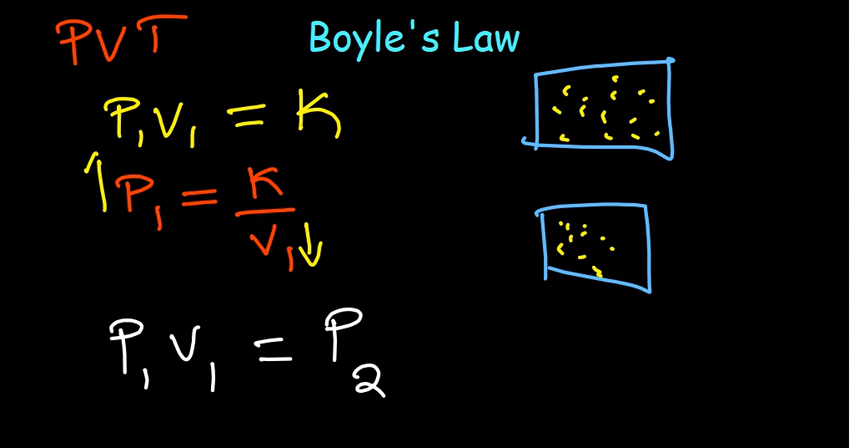 PVT
Boyle's Law
P₁V₁ = K
↑P₁ = K/V₁↓
P₁V₁ = P₂